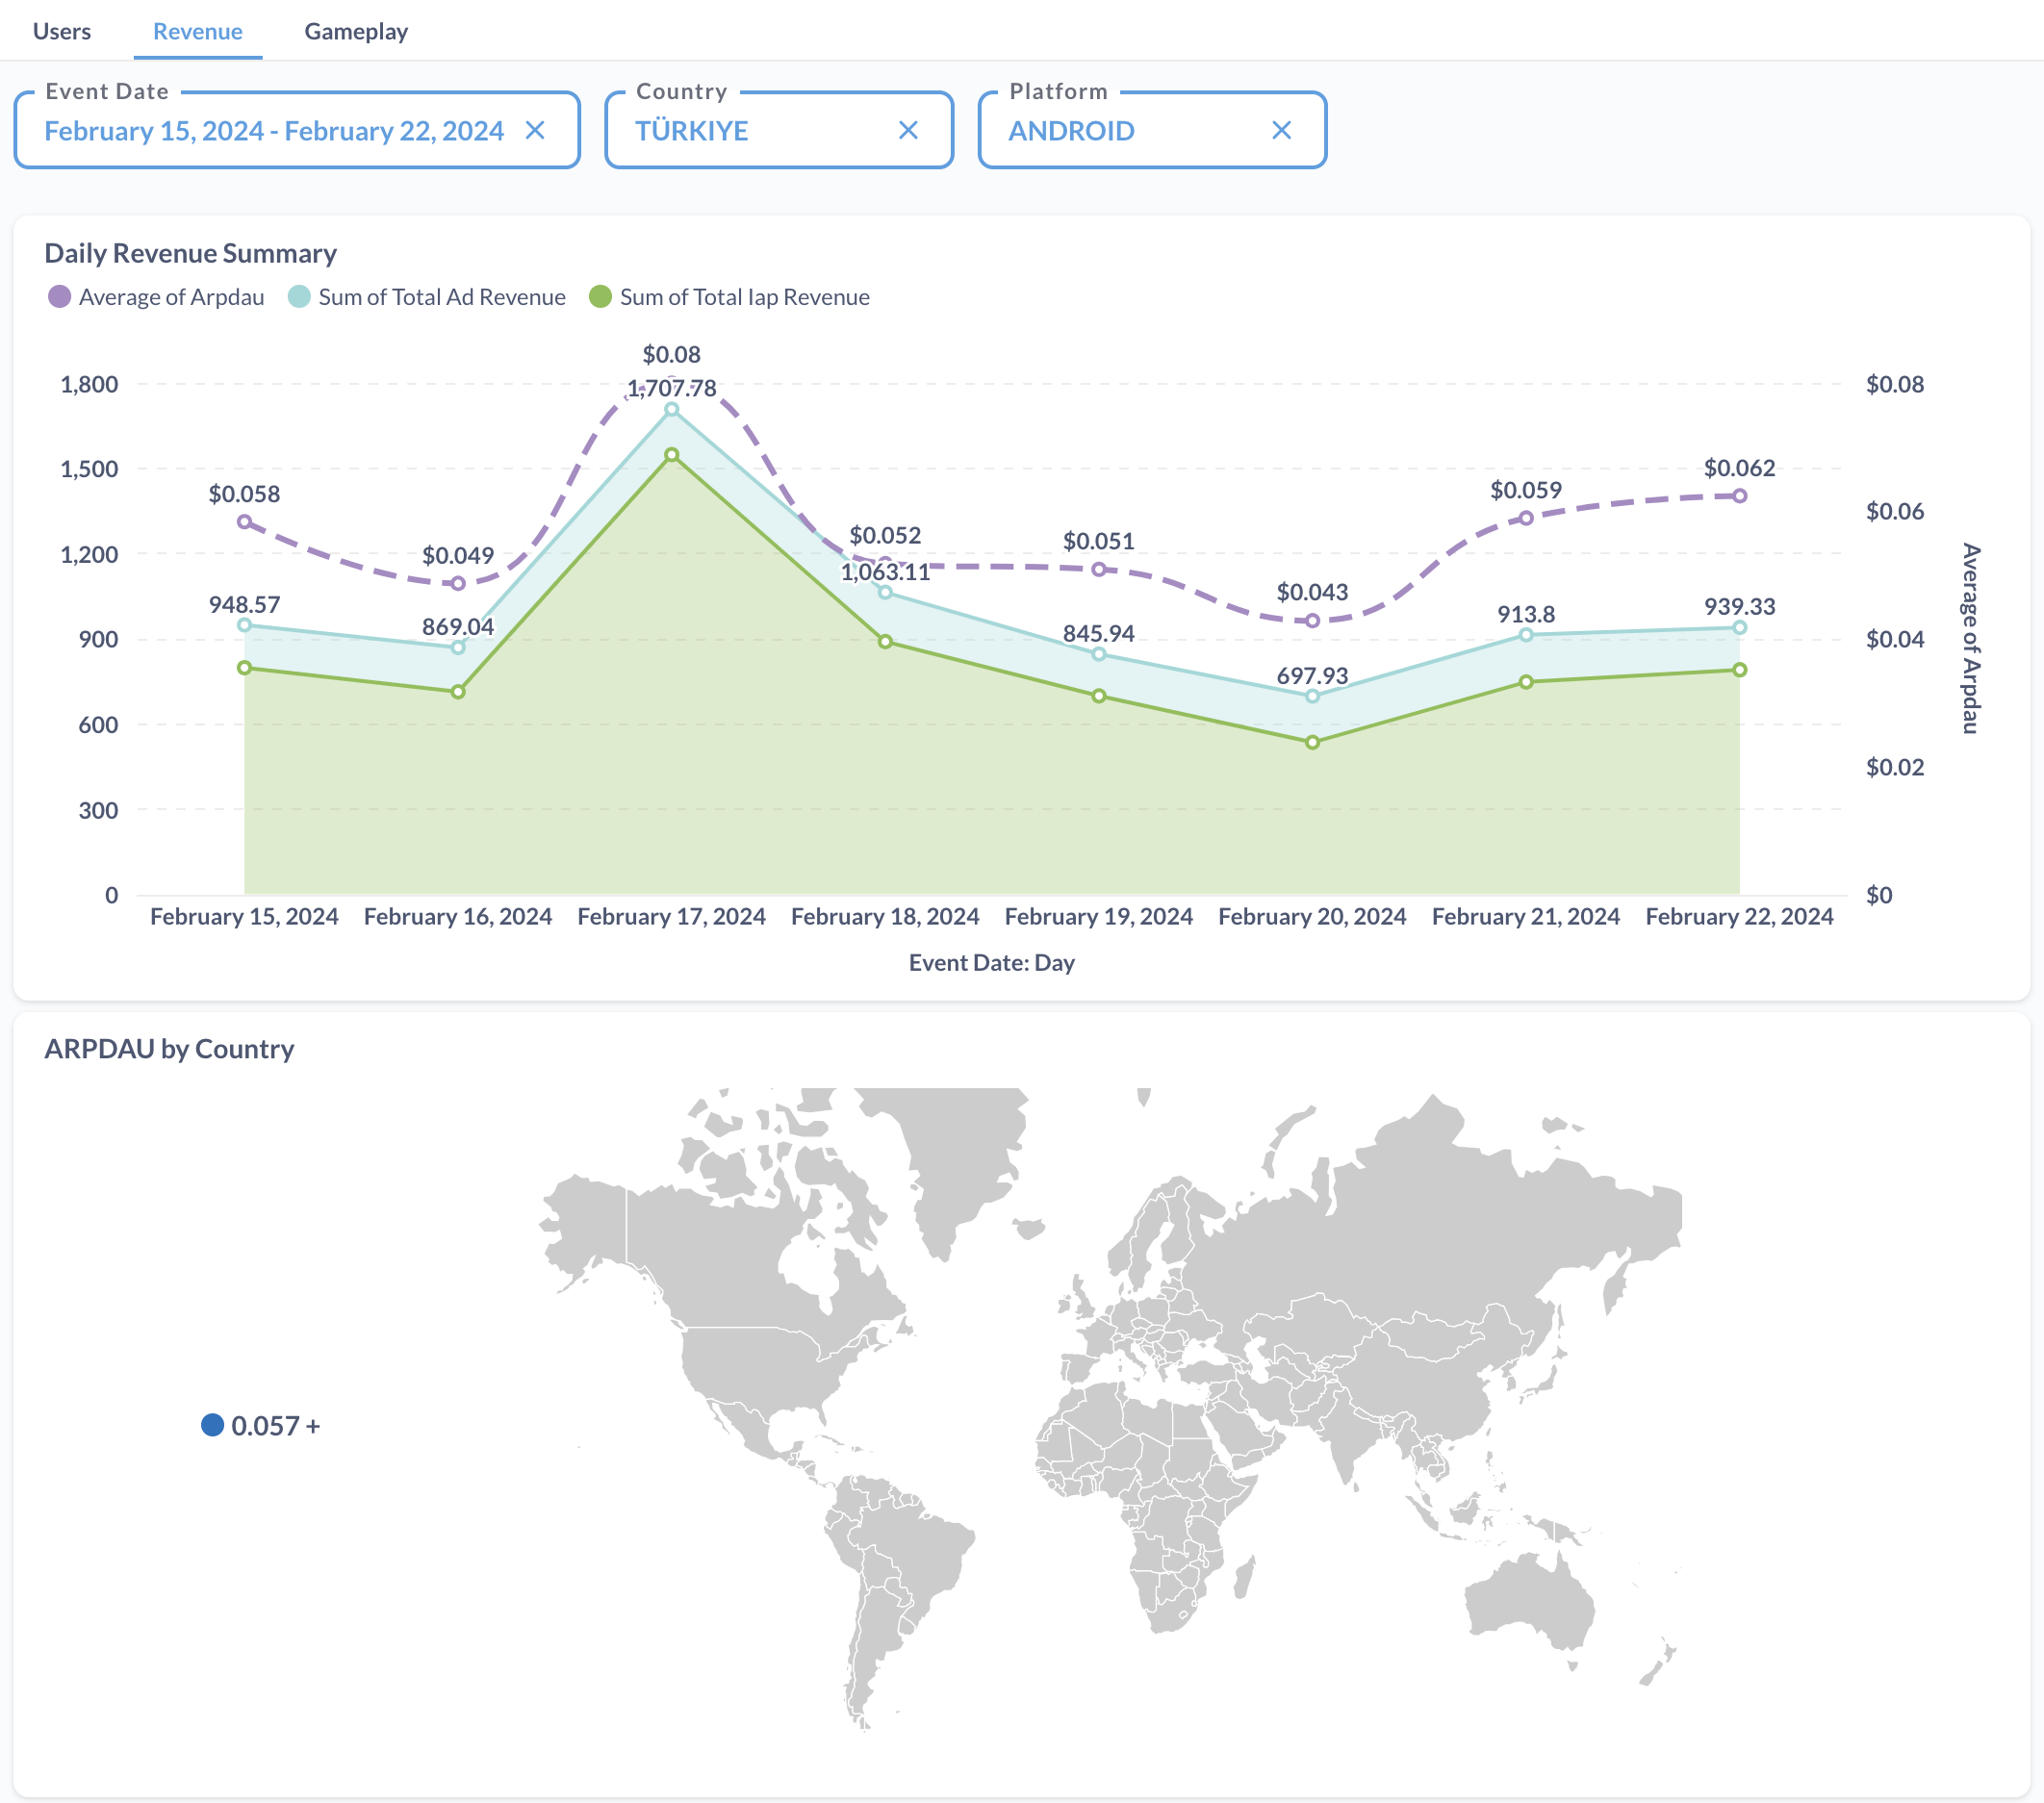 Users Revenue Gameplay
Event Date Country Platform
February 15, 2024 - February 22, 2024 TÜRKIYE ANDROID
Daily Revenue Summary
Average of Arpdau Sum of Total Ad Revenue Sum of Total Iap Revenue
$0.08
1,800 1,707.78 $0.08
1,500 $0.058 $0.059 $0.062
$0.06
1,200 $0.049 $0.052 $0.051
1,063.11
$0.043
948.57 869.04 845.94 913.8 939.33
900 $0.04
697.93
600
$0.02
300
0 $0
Average of Arpdau
February 15, 2024 February 16, 2024 February 17, 2024 February 18, 2024 February 19, 2024 February 20, 2024 February 21, 2024 February 22, 2024
Event Date: Day
ARPDAU by Country
0.057 +